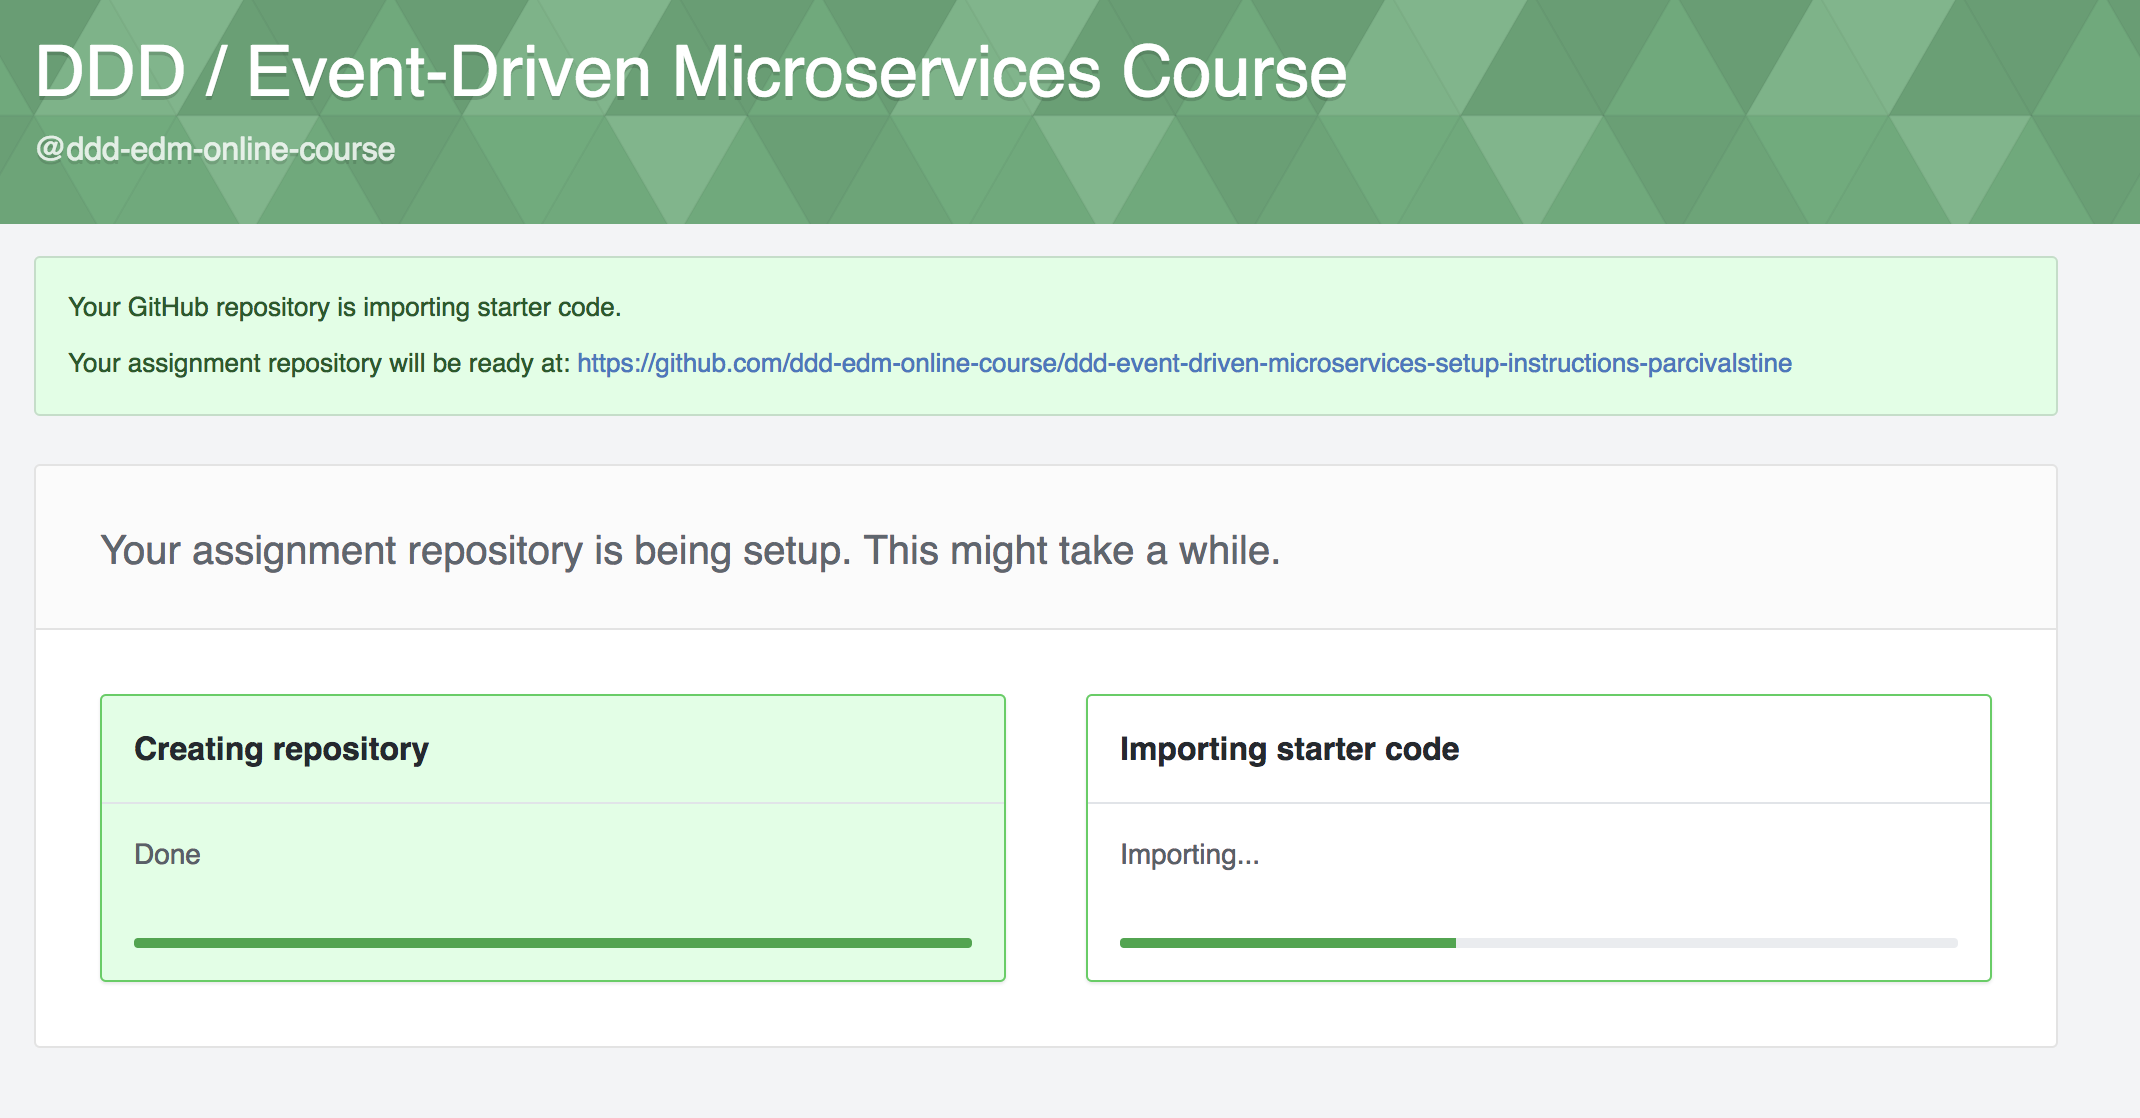 DDD / Event-Driven Microservices Course
@ddd-edm-online-course
Your GitHub repository is importing starter code.
Your assignment repository will be ready at: https://github.com/ddd-edm-online-course/ddd-event-driven-microservices-setup-instructions-parcivalstine
Your assignment repository is being setup. This might take a while.
Creating repository
Done
Importing starter code
Importing...